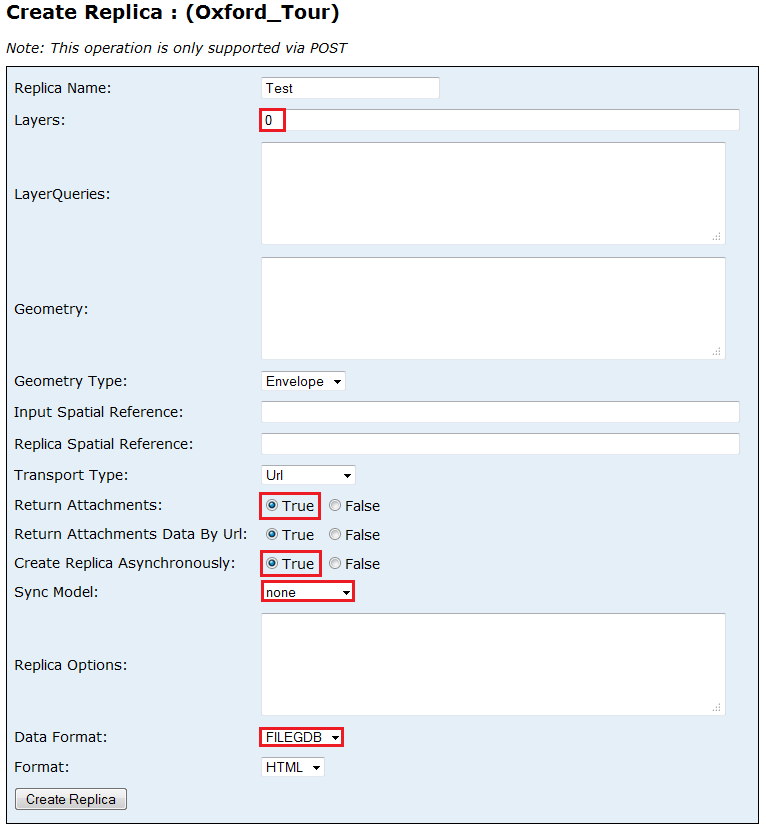 Create Replica : (Oxford_Tour)
Note: This operation is only supported via POST
Replica Name: Test
Layers: 0
LayerQueries:
Geometry:
Geometry Type: Envelope
Input Spatial Reference:
Replica Spatial Reference:
Transport Type: Url
Return Attachments: True False
Return Attachments Data By Url: True False
Create Replica Asynchronously: True False
Sync Model: none
Replica Options:
Data Format: FILEGDB
Format: HTML
Create Replica